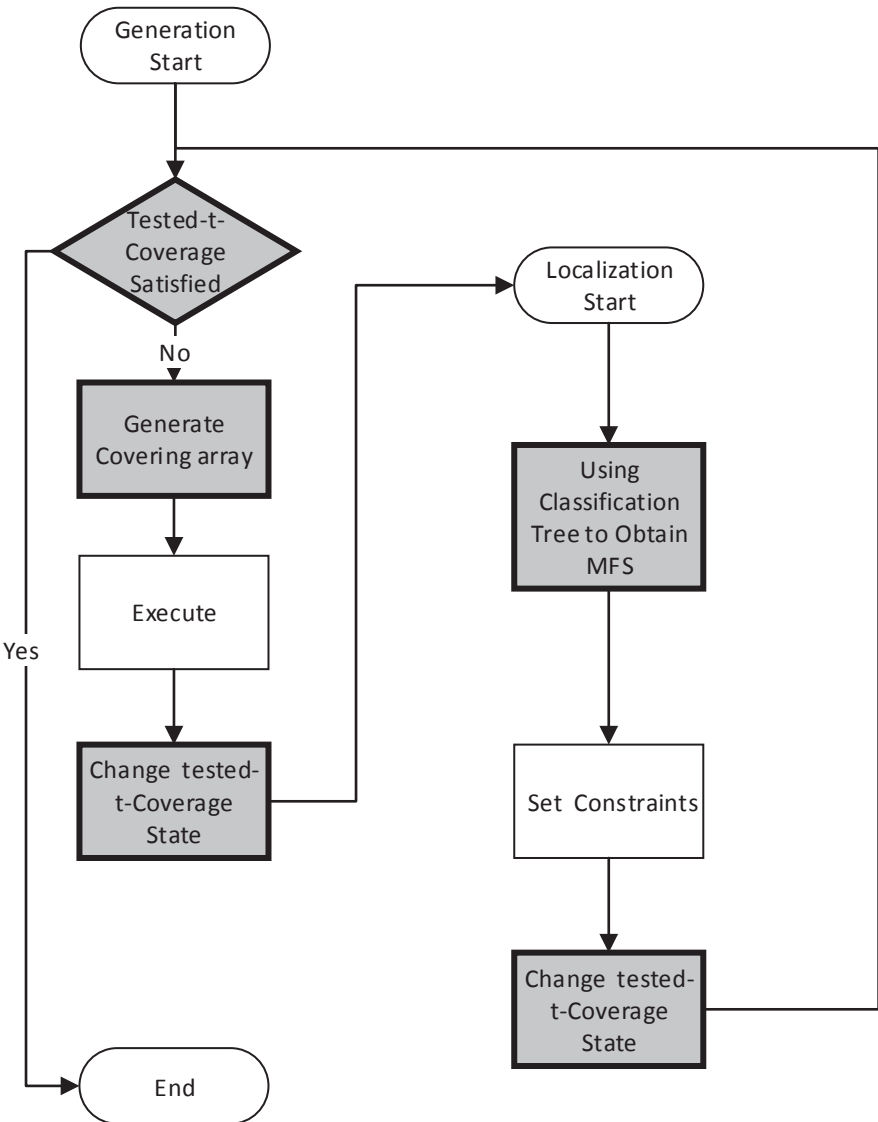 Generation
Start
Tested-t-
Coverage
Satisfied
No
Generate
Covering array
Execute
Yes
Change tested-
t-Coverage
State
End
Localization
Start
Using
Classification
Tree to Obtain
MFS
Set Constraints
Change tested-
t-Coverage
State